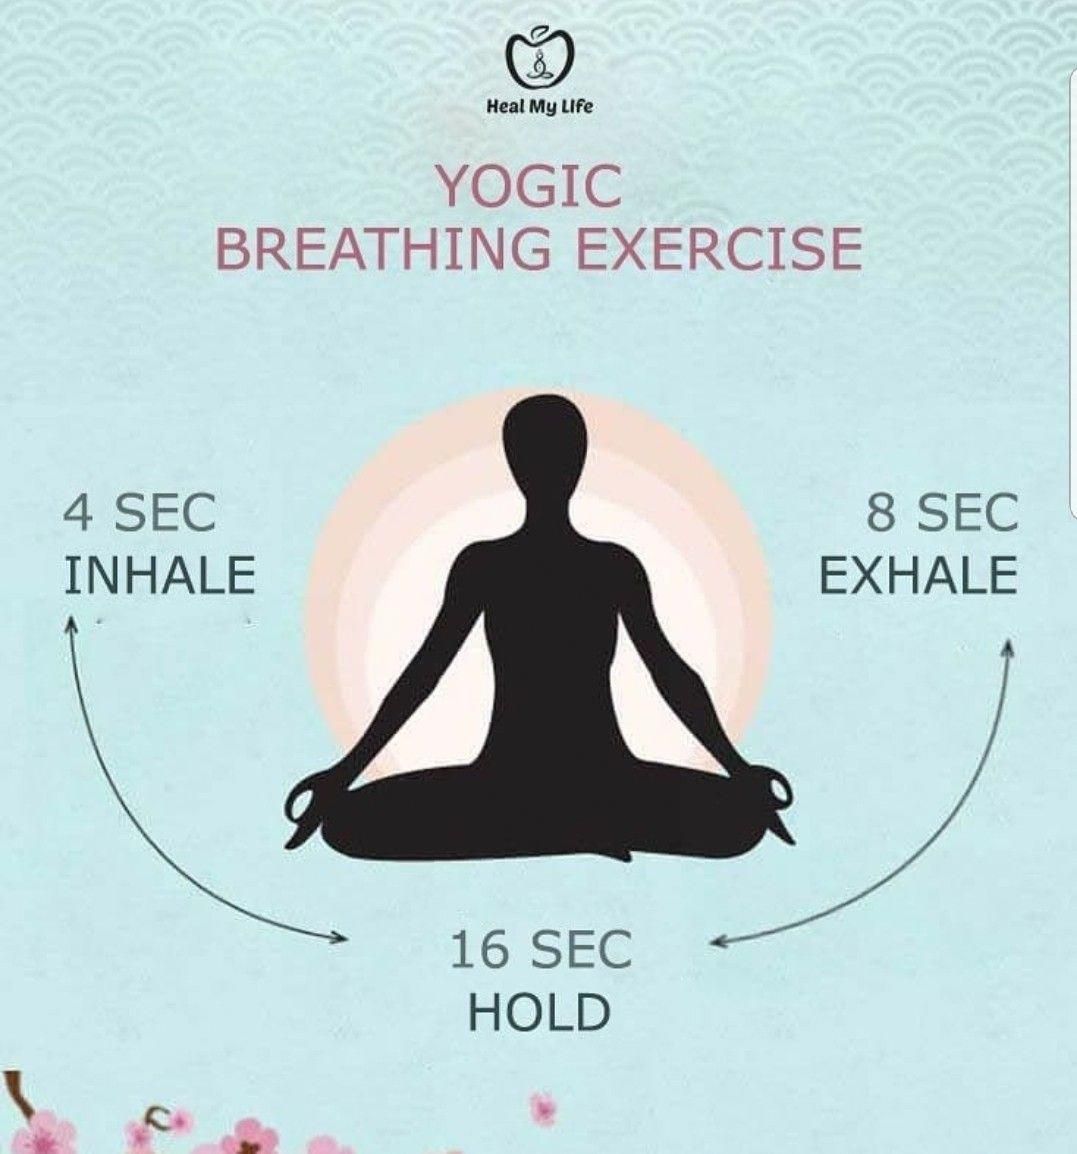 Heal My Life
YOGIC
BREATHING EXERCISE
4 SEC
INHALE
8 SEC
EXHALE
16 SEC
HOLD